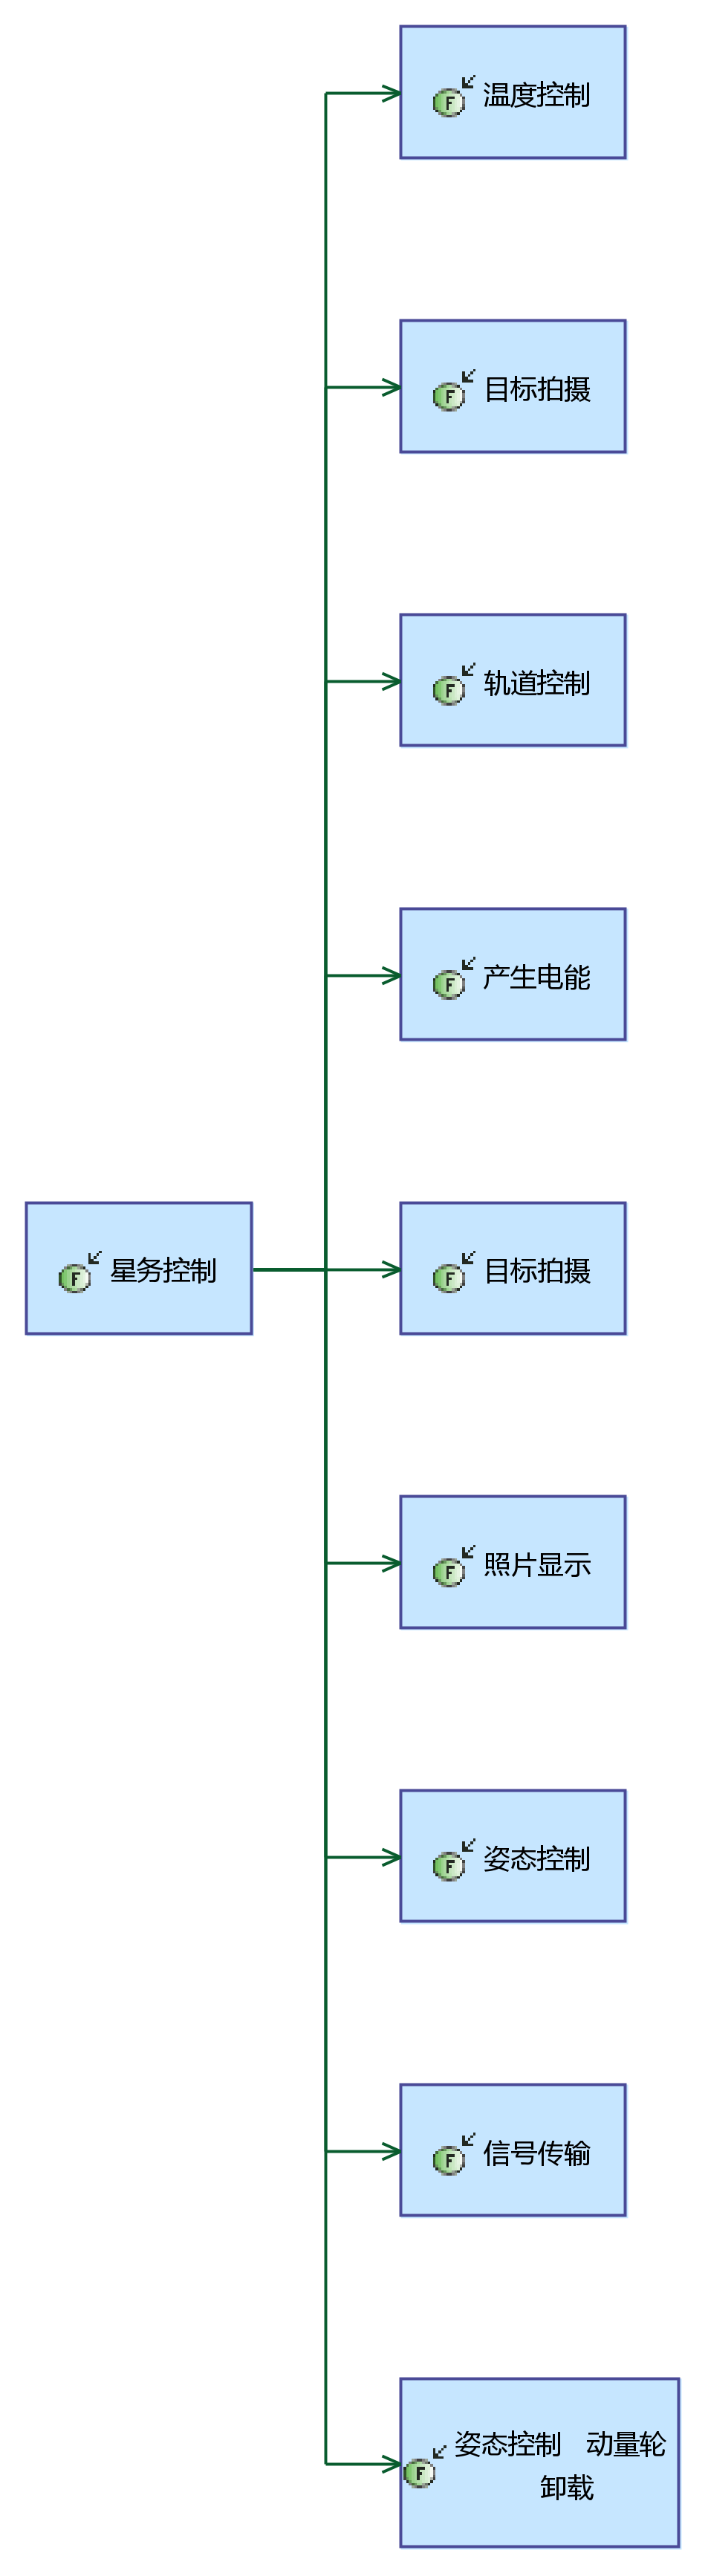 温度控制
目标拍摄
轨道控制
产生电能
星务控制
目标拍摄
照片显示
姿态控制
信号传输
姿态控制 动量轮
卸载